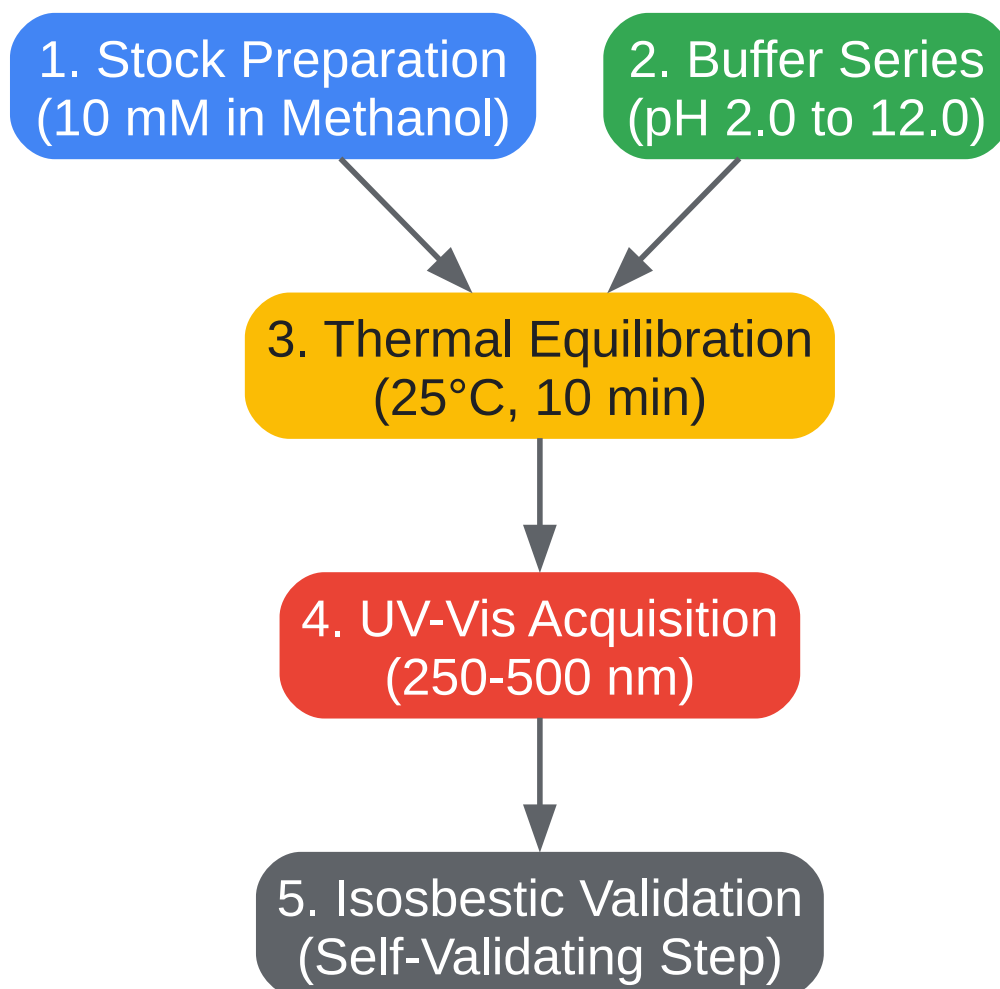 1. Stock Preparation
(10 mM in Methanol)
2. Buffer Series
(pH 2.0 to 12.0)
3. Thermal Equilibration
(25°C, 10 min)
4. UV-Vis Acquisition
(250-500 nm)
5. Isosbestic Validation
(Self-Validating Step)